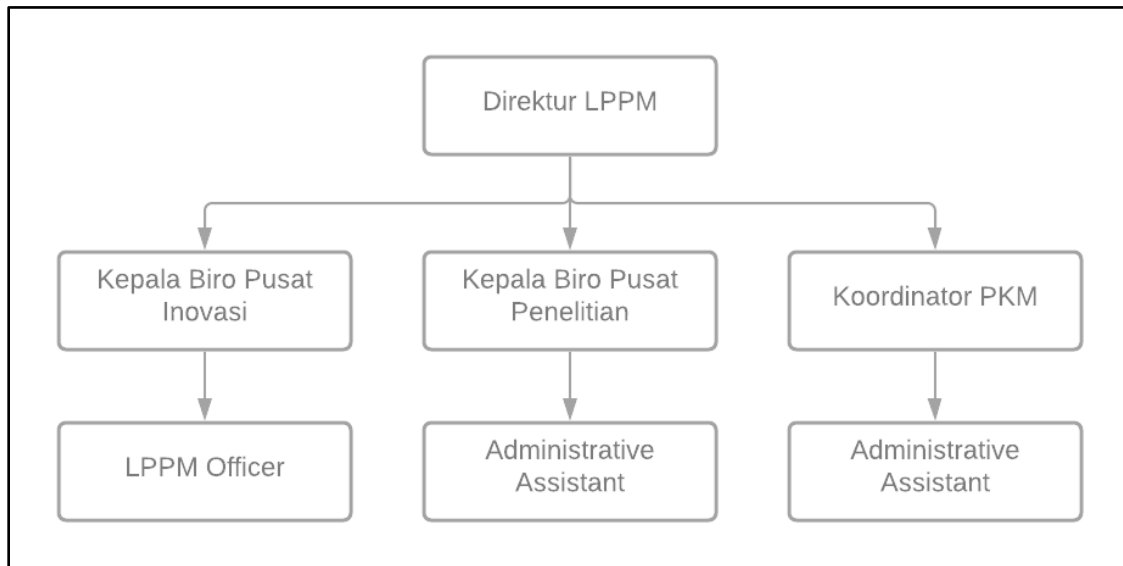 Direktur LPPM
Kepala Biro Pusat
Inovasi
Kepala Biro Pusat
Penelitian
Koordinator PKM
LPPM Officer
Administrative
Assistant
Administrative
Assistant